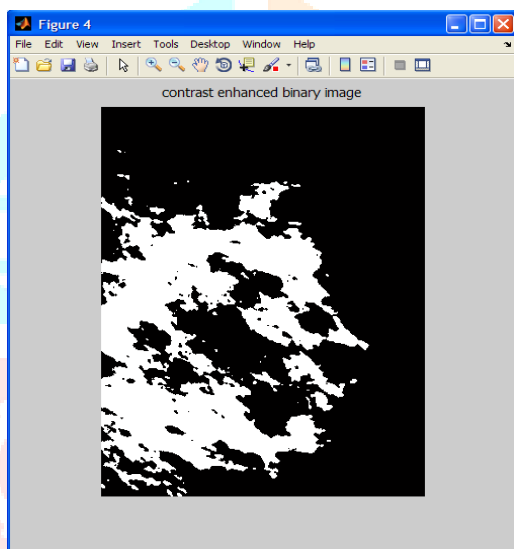 Figure 4
File Edit View Insert Tools Desktop Window Help
contrast enhanced binary image